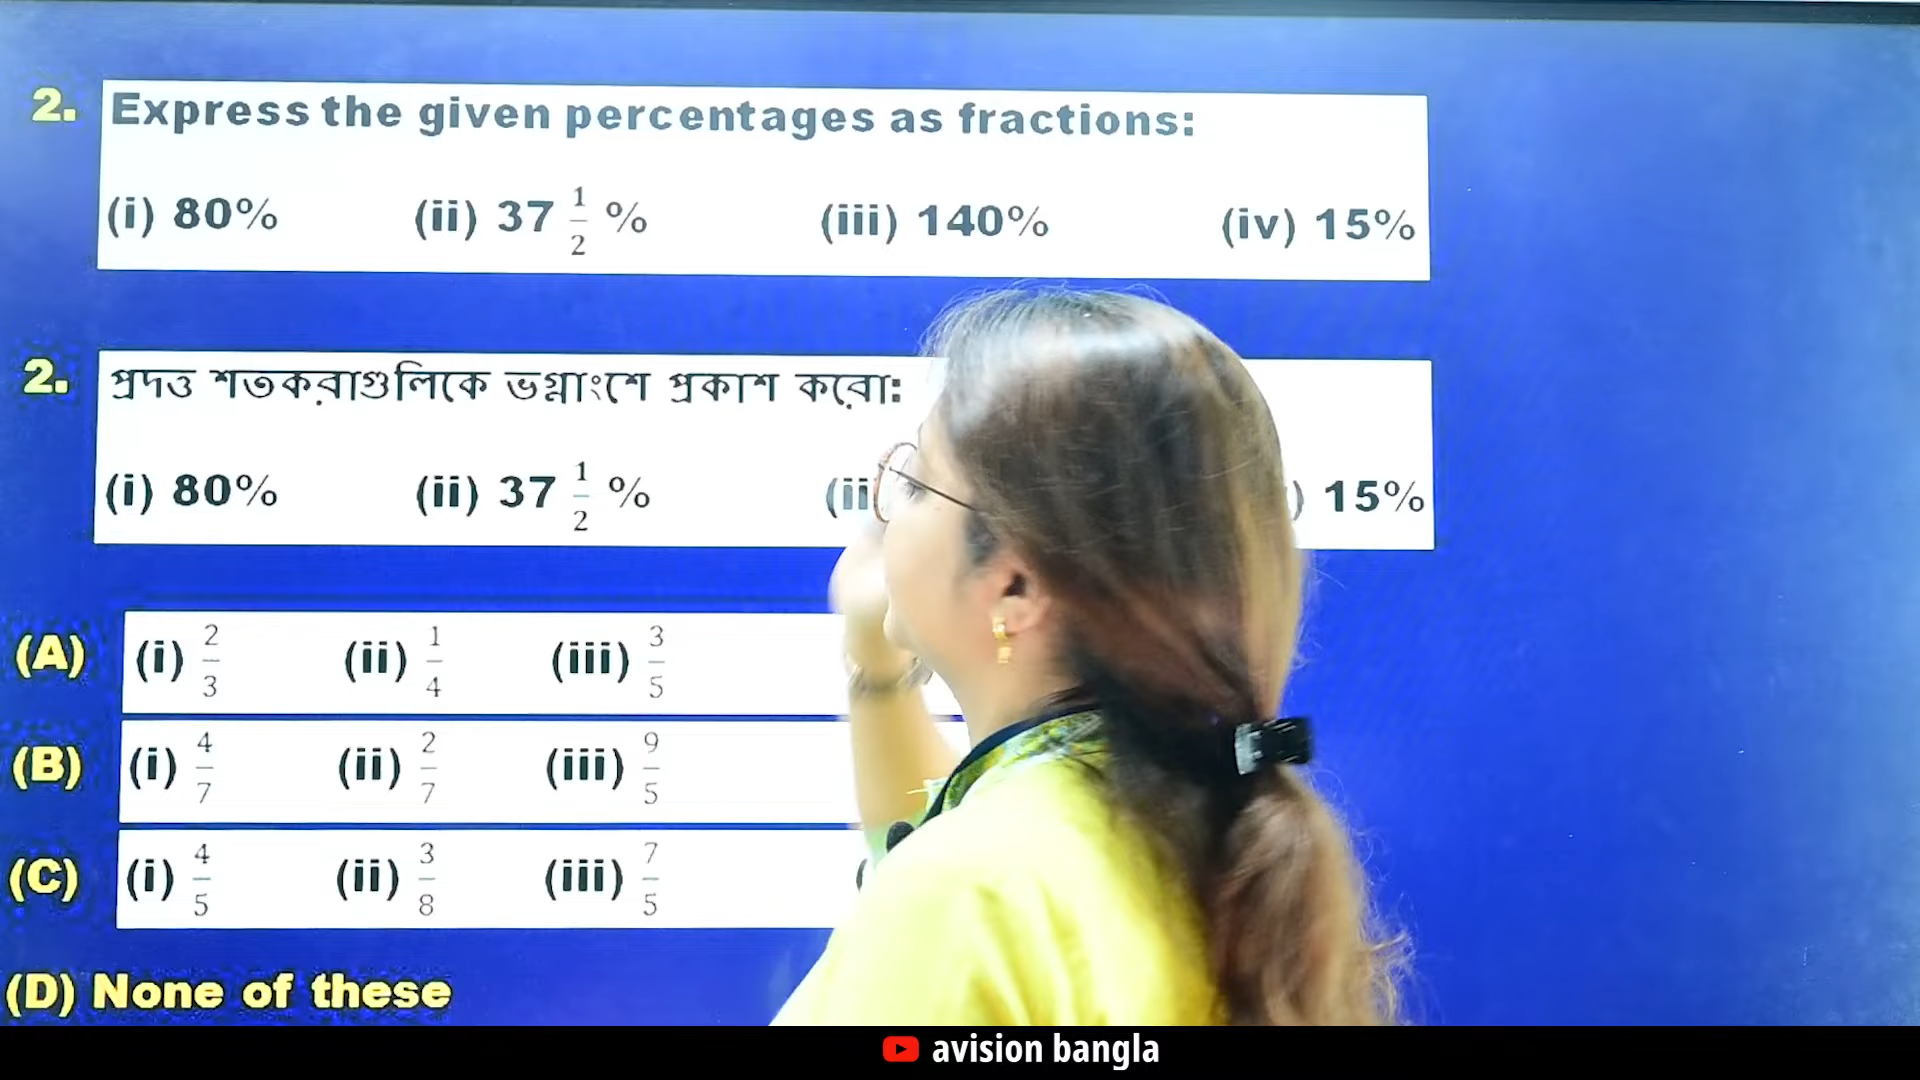 2. Express the given percentages as fractions:
(i) 80% (ii) 37 1/2 % (iii) 140% (iv) 15%
2. প্রদত্ত শতকরাগুলিকে ভগ্নাংশে প্রকাশ করো:
(i) 80% (ii) 37 1/2 % (ii ) 15%
(A) (i) 2/3 (ii) 1/4 (iii) 3/5
(B) (i) 4/7 (ii) 2/7 (iii) 9/5
(C) (i) 4/5 (ii) 3/8 (iii) 7/5 (
(D) None of these
avision bangla